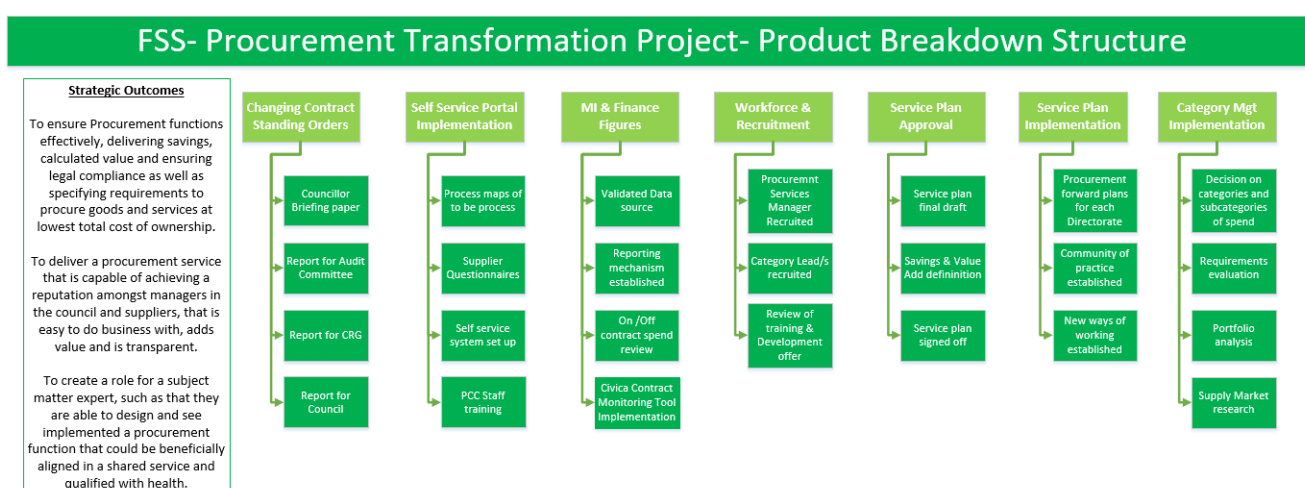 FSS- Procurement Transformation Project- Product Breakdown Structure
Strategic Outcomes
To ensure Procurement functions
effectively, delivering savings,
calculated value and ensuring
legal compliance as well as
specifying requirements to
procure goods and services at
lowest total cost of ownership.
To deliver a procurement service
that is capable of achieving a
reputation amongst managers in
the council and suppliers, that is
easy to do business with, adds
value and is transparent.
To create a role for a subject
matter expert, such as that they
are able to design and see
implemented a procurement
function that could be beneficially
aligned in a shared service and
qualified with health.
Changing Contract
Standing Orders
Councillor
Briefing paper
Report for Audit
Committee
Report for CRG
Report for
Council
Self Service Portal
Implementation
Process maps of
to be process
Supplier
Questionnaires
Self service
system set up
PCC Staff
training
MI & Finance
Figures
Validated Data
source
Reporting
mechanism
established
On /Off
contract spend
review
Civica Contract
Monitoring Tool
Implementation
Workforce &
Recruitment
Procuremnt
Services
Manager
Recruited
Category Lead/s
recruited
Review of
training &
Development
offer
Service Plan
Approval
Service plan
final draft
Savings & Value
Add defininition
Service plan
signed off
Service Plan
Implementation
Procurement
forward plans
for each
Directorate
Community of
practice
established
New ways of
working
established
Category Mgt
Implementation
Decision on
categories and
subcategories
of spend
Requirements
evaluation
Portfolio
analysis
Supply Market
research